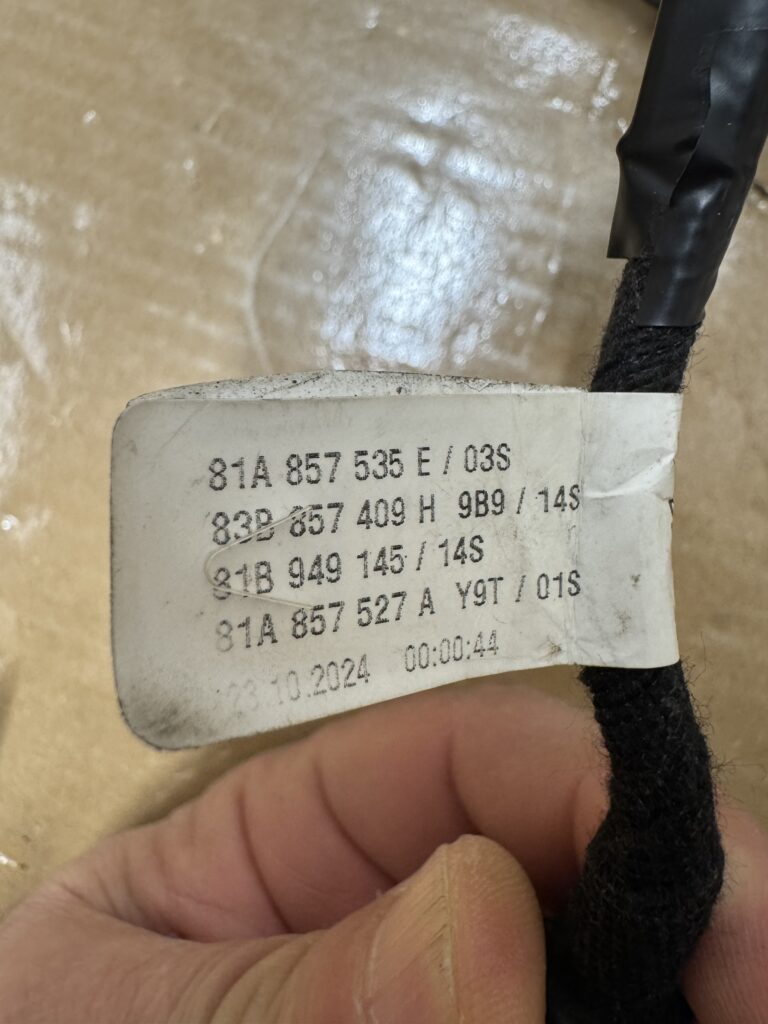 81A 857 535 E / 03S
83B 857 409 H 9B9 / 14S
81B 949 145 / 14S
81A 857 527 A Y9T / 01S
23.10.2024 00:00:44